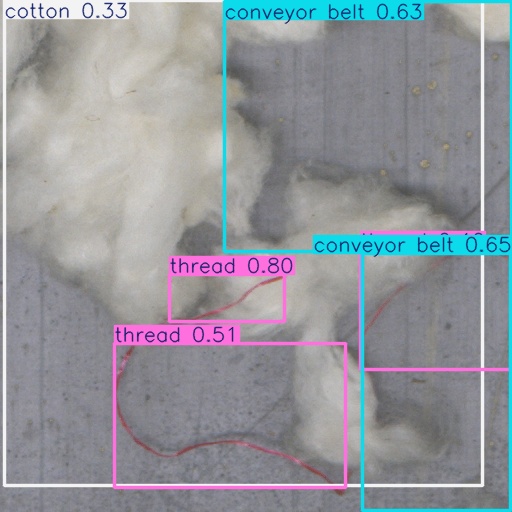 cotton 0.33
conveyor belt 0.63
conveyor belt 0.65
thread 0.80
thread 0.51